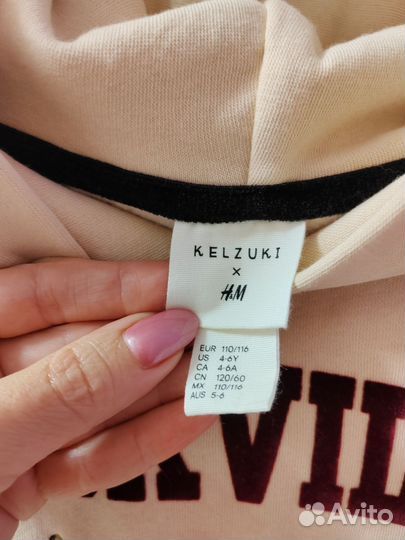 KELZUKI
×
H&M
EUR 110/116
US 4-6Y
CA 4-6A
CN 120/60
MX 110/116
AUS 5-6
Avito